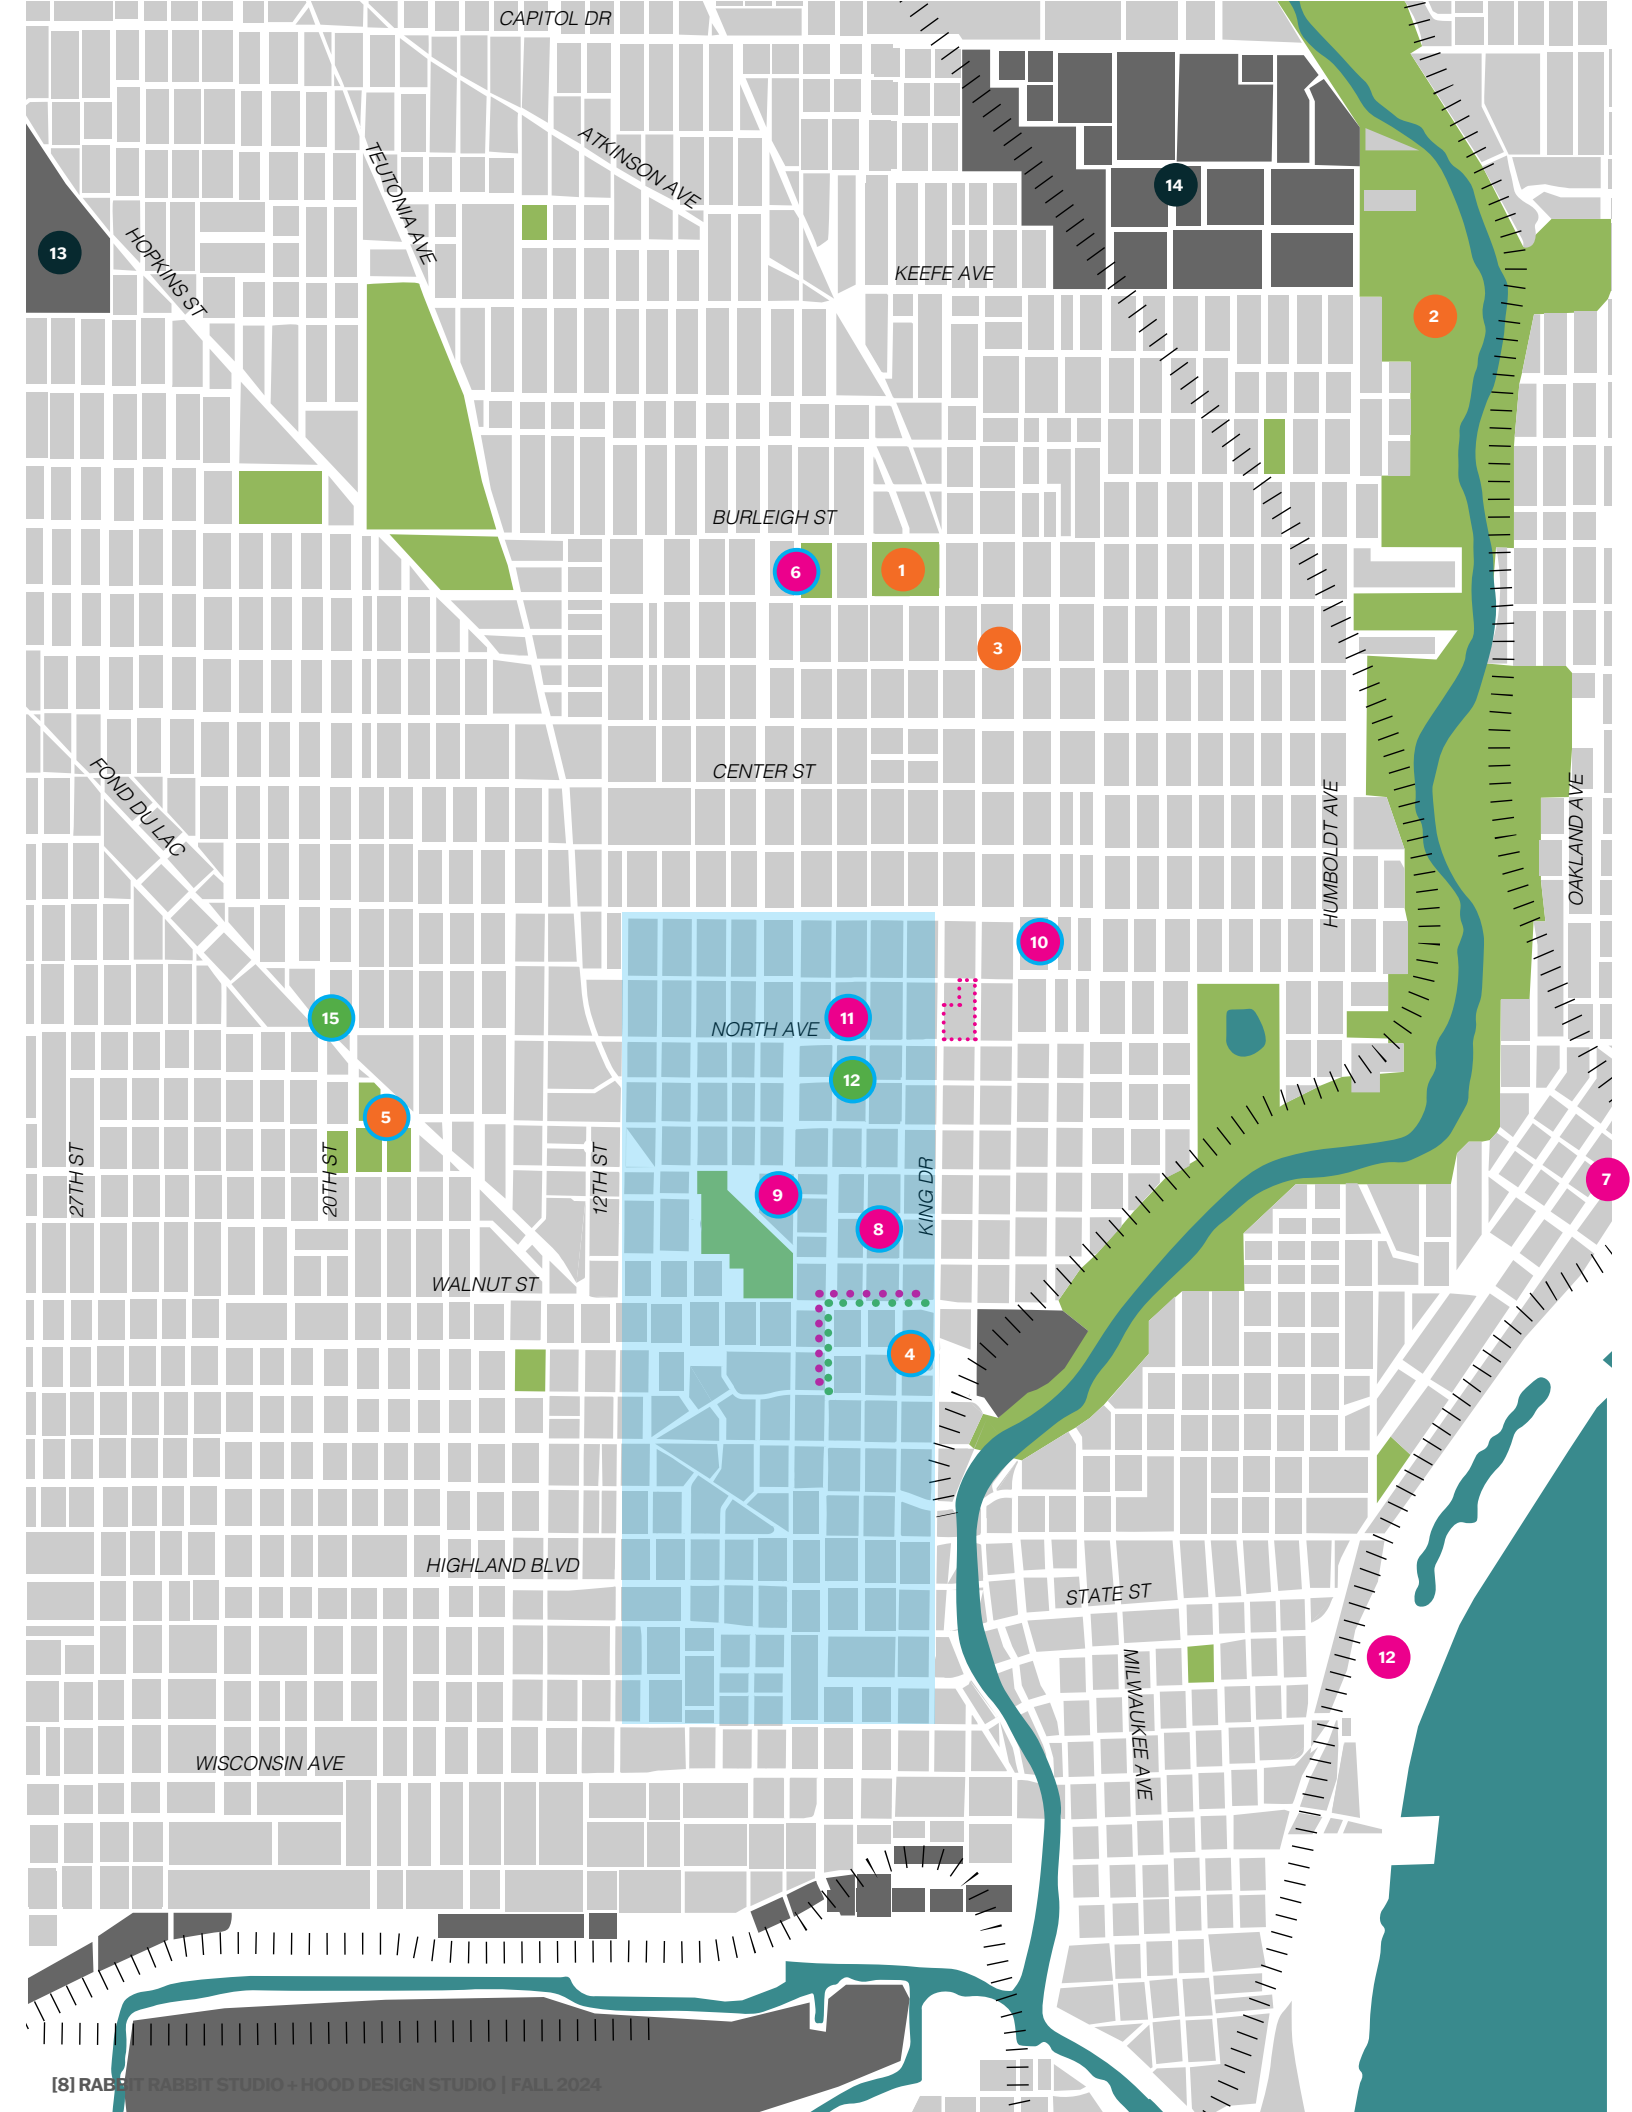 CAPITOL DR
ATKINSON AVE
TEUTONIA AVE
14
13
HOPKINS ST
KEEFE AVE
2
BURLEIGH ST
6
1
3
CENTER ST
FOND DU LAC
HUMBOLDT AVE
OAKLAND AVE
10
15
NORTH AVE
11
12
5
27TH ST
20TH ST
12TH ST
KING DR
7
9
8
WALNUT ST
4
HIGHLAND BLVD
STATE ST
12
MILWAUKEE AVE
WISCONSIN AVE
[8] RABBIT RABBIT STUDIO + HOOD DESIGN STUDIO | FALL 2024